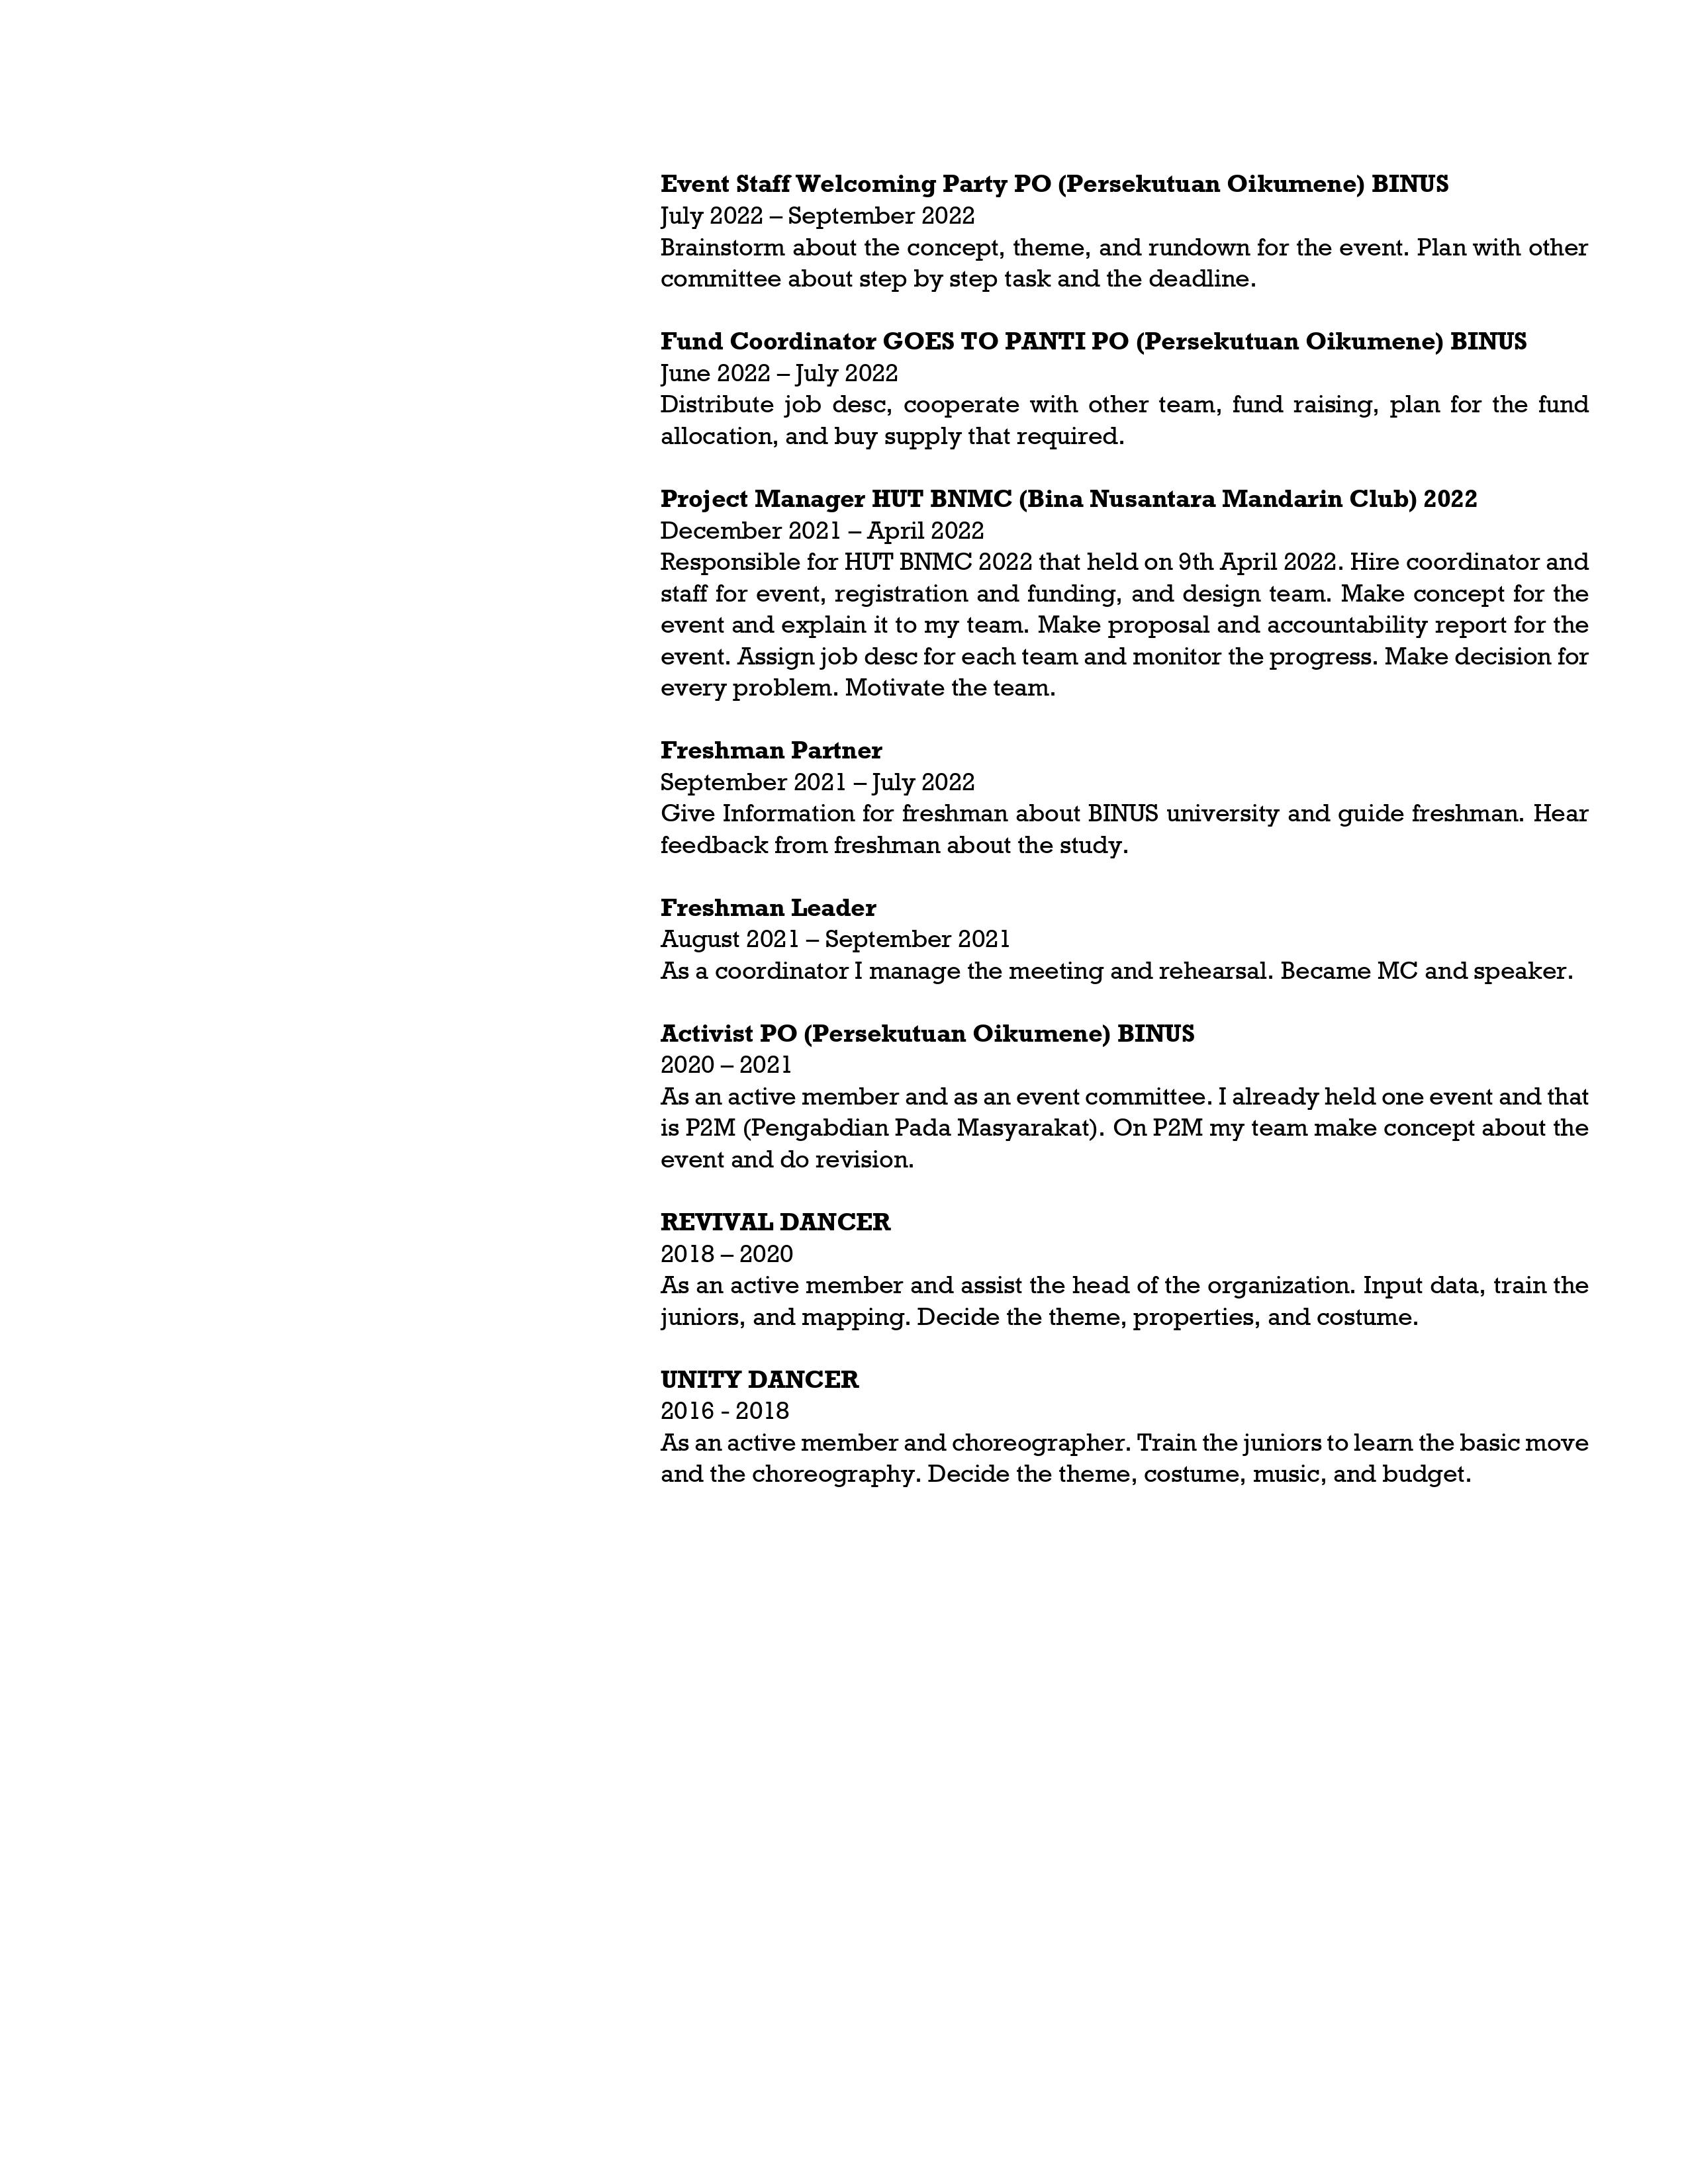 Event Staff Welcoming Party PO (Persekutuan Oikumene) BINUS
July 2022 – September 2022
Brainstorm about the concept, theme, and rundown for the event. Plan with other
committee about step by step task and the deadline.
Fund Coordinator GOES TO PANTI PO (Persekutuan Oikumene) BINUS
June 2022 – July 2022
Distribute job desc, cooperate with other team, fund raising, plan for the fund
allocation, and buy supply that required.
Project Manager HUT BNMC (Bina Nusantara Mandarin Club) 2022
December 2021 – April 2022
Responsible for HUT BNMC 2022 that held on 9th April 2022. Hire coordinator and
staff for event, registration and funding, and design team. Make concept for the
event and explain it to my team. Make proposal and accountability report for the
event. Assign job desc for each team and monitor the progress. Make decision for
every problem. Motivate the team.
Freshman Partner
September 2021 – July 2022
Give Information for freshman about BINUS university and guide freshman. Hear
feedback from freshman about the study.
Freshman Leader
August 2021 – September 2021
As a coordinator I manage the meeting and rehearsal. Became MC and speaker.
Activist PO (Persekutuan Oikumene) BINUS
2020 – 2021
As an active member and as an event committee. I already held one event and that
is P2M (Pengabdian Pada Masyarakat). On P2M my team make concept about the
event and do revision.
REVIVAL DANCER
2018 – 2020
As an active member and assist the head of the organization. Input data, train the
juniors, and mapping. Decide the theme, properties, and costume.
UNITY DANCER
2016 - 2018
As an active member and choreographer. Train the juniors to learn the basic move
and the choreography. Decide the theme, costume, music, and budget.